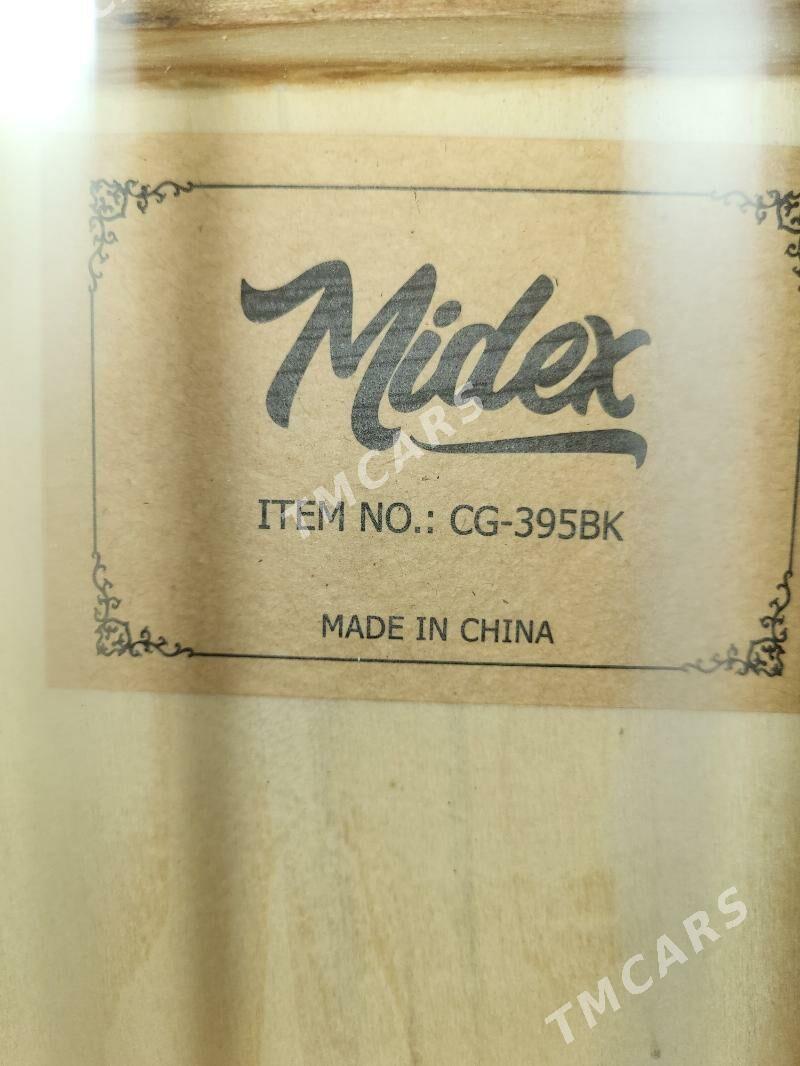 Midex
TMCARS
ITEM NO.: CG-395BK
MADE IN CHINA
TMCARS